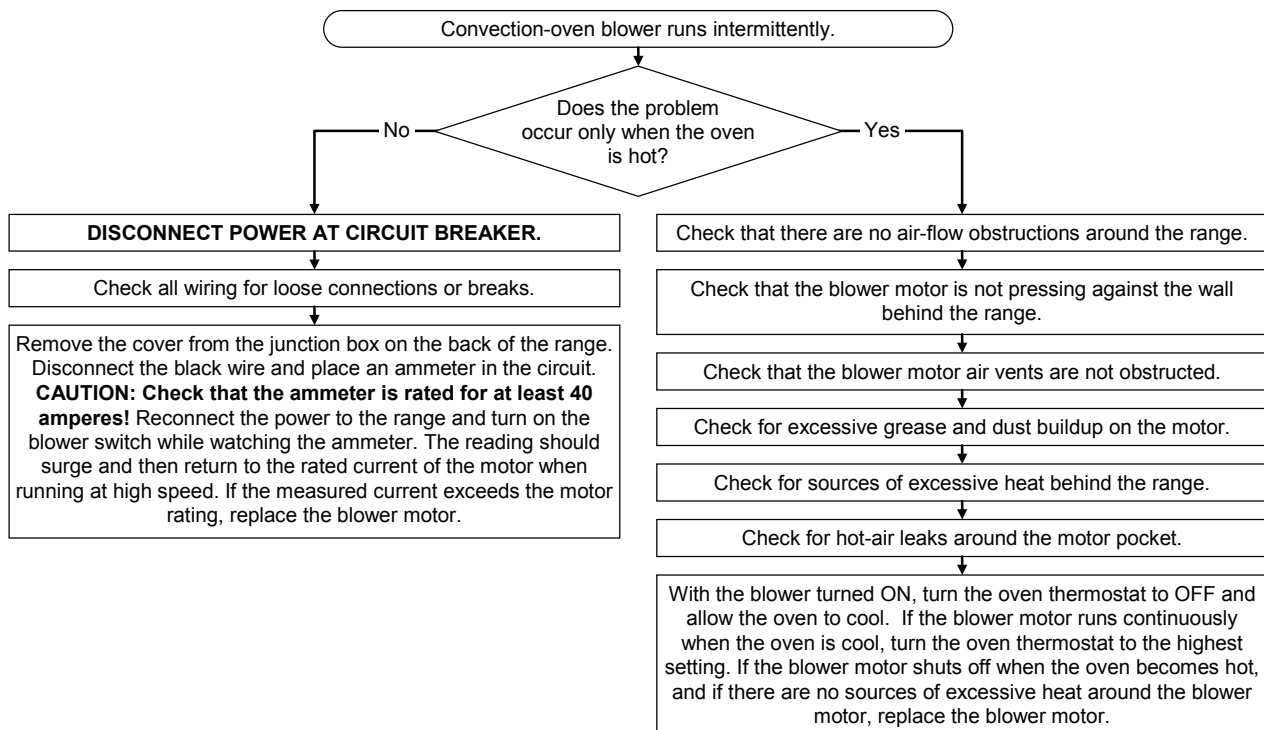 Convection-oven blower runs intermittently.
Does the problem
occur only when the oven
is hot?
No
Yes
DISCONNECT POWER AT CIRCUIT BREAKER.
Check all wiring for loose connections or breaks.
Remove the cover from the junction box on the back of the range.
Disconnect the black wire and place an ammeter in the circuit.
CAUTION: Check that the ammeter is rated for at least 40
amperes! Reconnect the power to the range and turn on the
blower switch while watching the ammeter. The reading should
surge and then return to the rated current of the motor when
running at high speed. If the measured current exceeds the motor
rating, replace the blower motor.
Check that there are no air-flow obstructions around the range.
Check that the blower motor is not pressing against the wall
behind the range.
Check that the blower motor air vents are not obstructed.
Check for excessive grease and dust buildup on the motor.
Check for sources of excessive heat behind the range.
Check for hot-air leaks around the motor pocket.
With the blower turned ON, turn the oven thermostat to OFF and
allow the oven to cool.  If the blower motor runs continuously
when the oven is cool, turn the oven thermostat to the highest
setting. If the blower motor shuts off when the oven becomes hot,
and if there are no sources of excessive heat around the blower
motor, replace the blower motor.